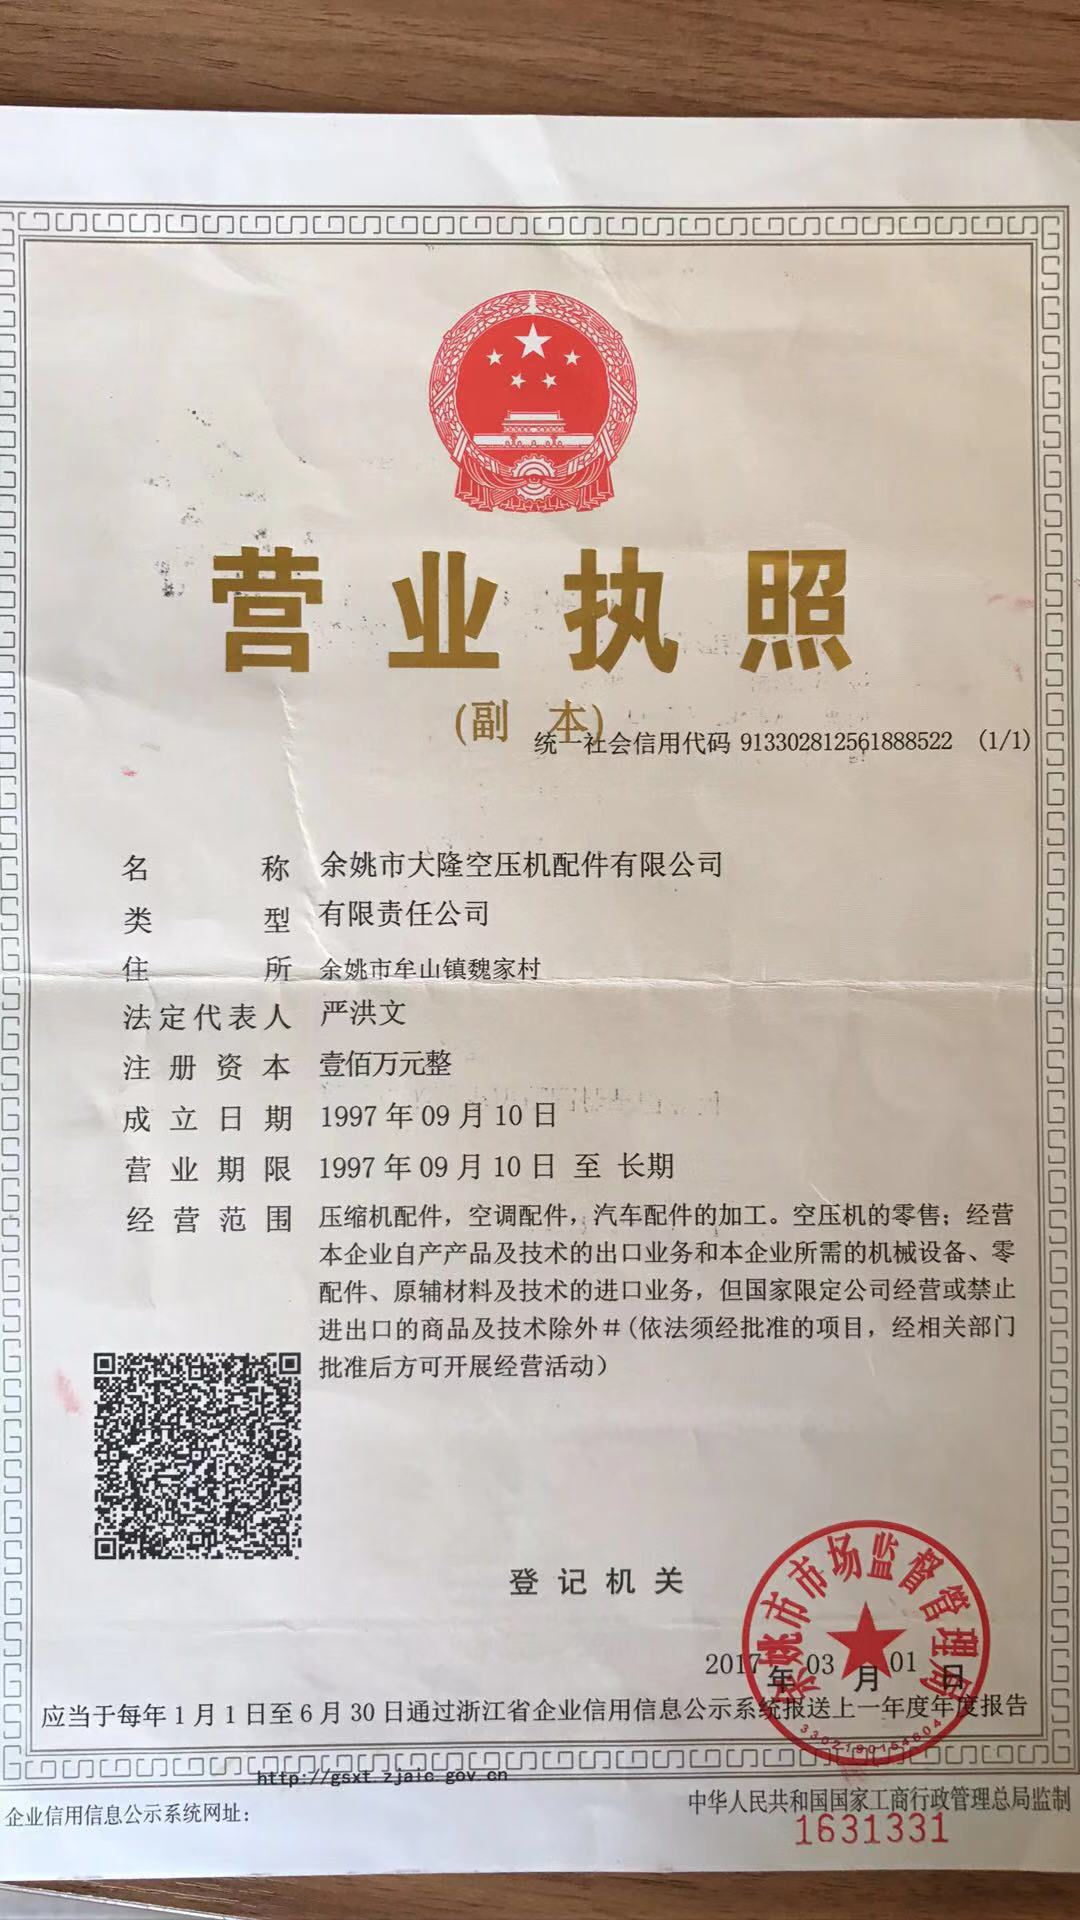 营业执照
(副 本)
统一社会信用代码 913302812561888522 (1/1)
名 称 余姚市大隆空压机配件有限公司
类 型 有限责任公司
住 所 余姚市牟山镇魏家村
法定代表人 严洪文
注册资本 壹佰万元整
成立日期 1997年09月10日
营业期限 1997年09月10日 至 长期
经营范围 压缩机配件，空调配件，汽车配件的加工。空压机的零售；经营
本企业自产产品及技术的出口业务和本企业所需的机械设备、零
配件、原辅材料及技术的进口业务，但国家限定公司经营或禁止
进出口的商品及技术除外＃(依法须经批准的项目，经相关部门
批准后方可开展经营活动)
登记机关
余姚市市场监督管理局
2017年03月01日
应当于每年1月1日至6月30日通过浙江省企业信用信息公示系统报送上一年度年度报告
3302190154604
http://gsxt.zjaic.gov.cn
企业信用信息公示系统网址：
中华人民共和国国家工商行政管理总局监制
1631331